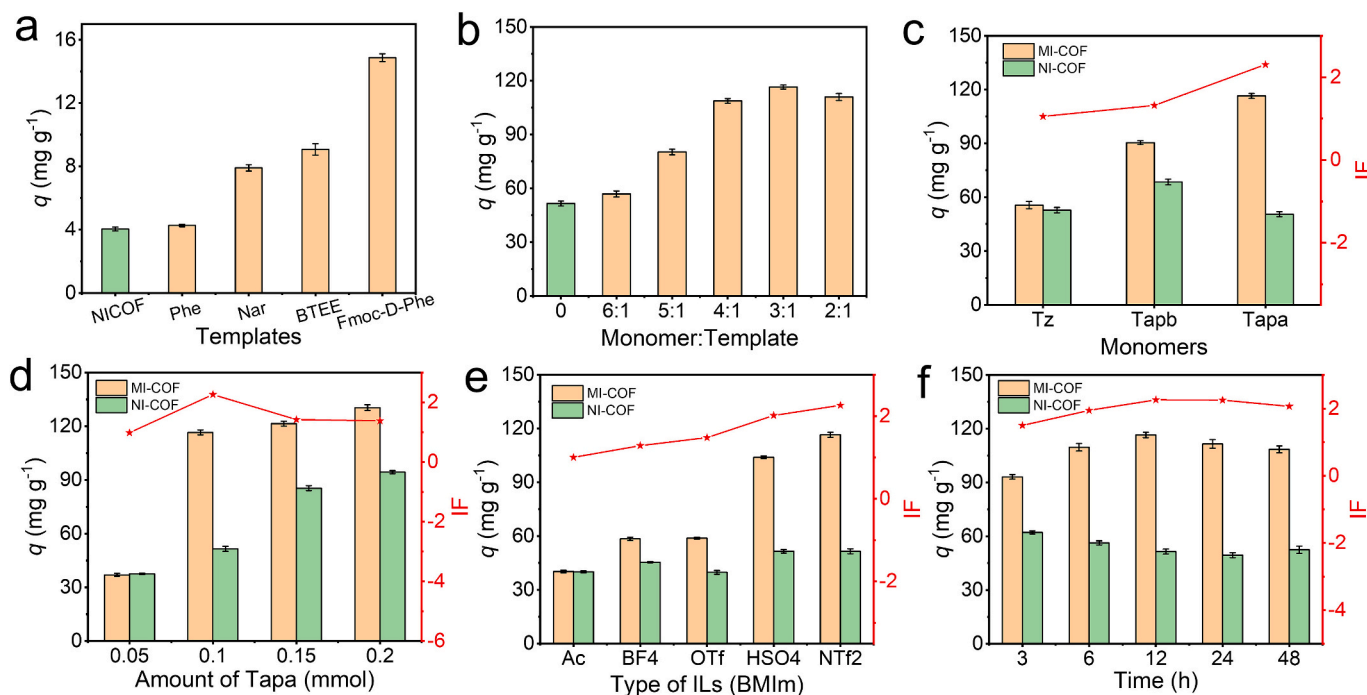 a
q (mg g⁻¹)
16
12
8
4
0
NICOF Phe Nar BTEE Fmoc-D-Phe
Templates
b
q (mg g⁻¹)
150
120
90
60
30
0
0 6:1 5:1 4:1 3:1 2:1
Monomer:Template
c
MI-COF
NI-COF
q (mg g⁻¹)
150
120
90
60
30
0
2
0
-2
IF
Tz Tapb Tapa
Monomers
d
MI-COF
NI-COF
q (mg g⁻¹)
150
120
90
60
30
0
2
0
-2
-4
-6
IF
0.05 0.1 0.15 0.2
Amount of Tapa (mmol)
e
MI-COF
NI-COF
q (mg g⁻¹)
150
120
90
60
30
0
2
0
-2
IF
Ac BF4 OTf HSO4 NTf2
Type of ILs (BMIm)
f
MI-COF
NI-COF
q (mg g⁻¹)
150
120
90
60
30
0
4
2
0
-2
-4
IF
3 6 12 24 48
Time (h)